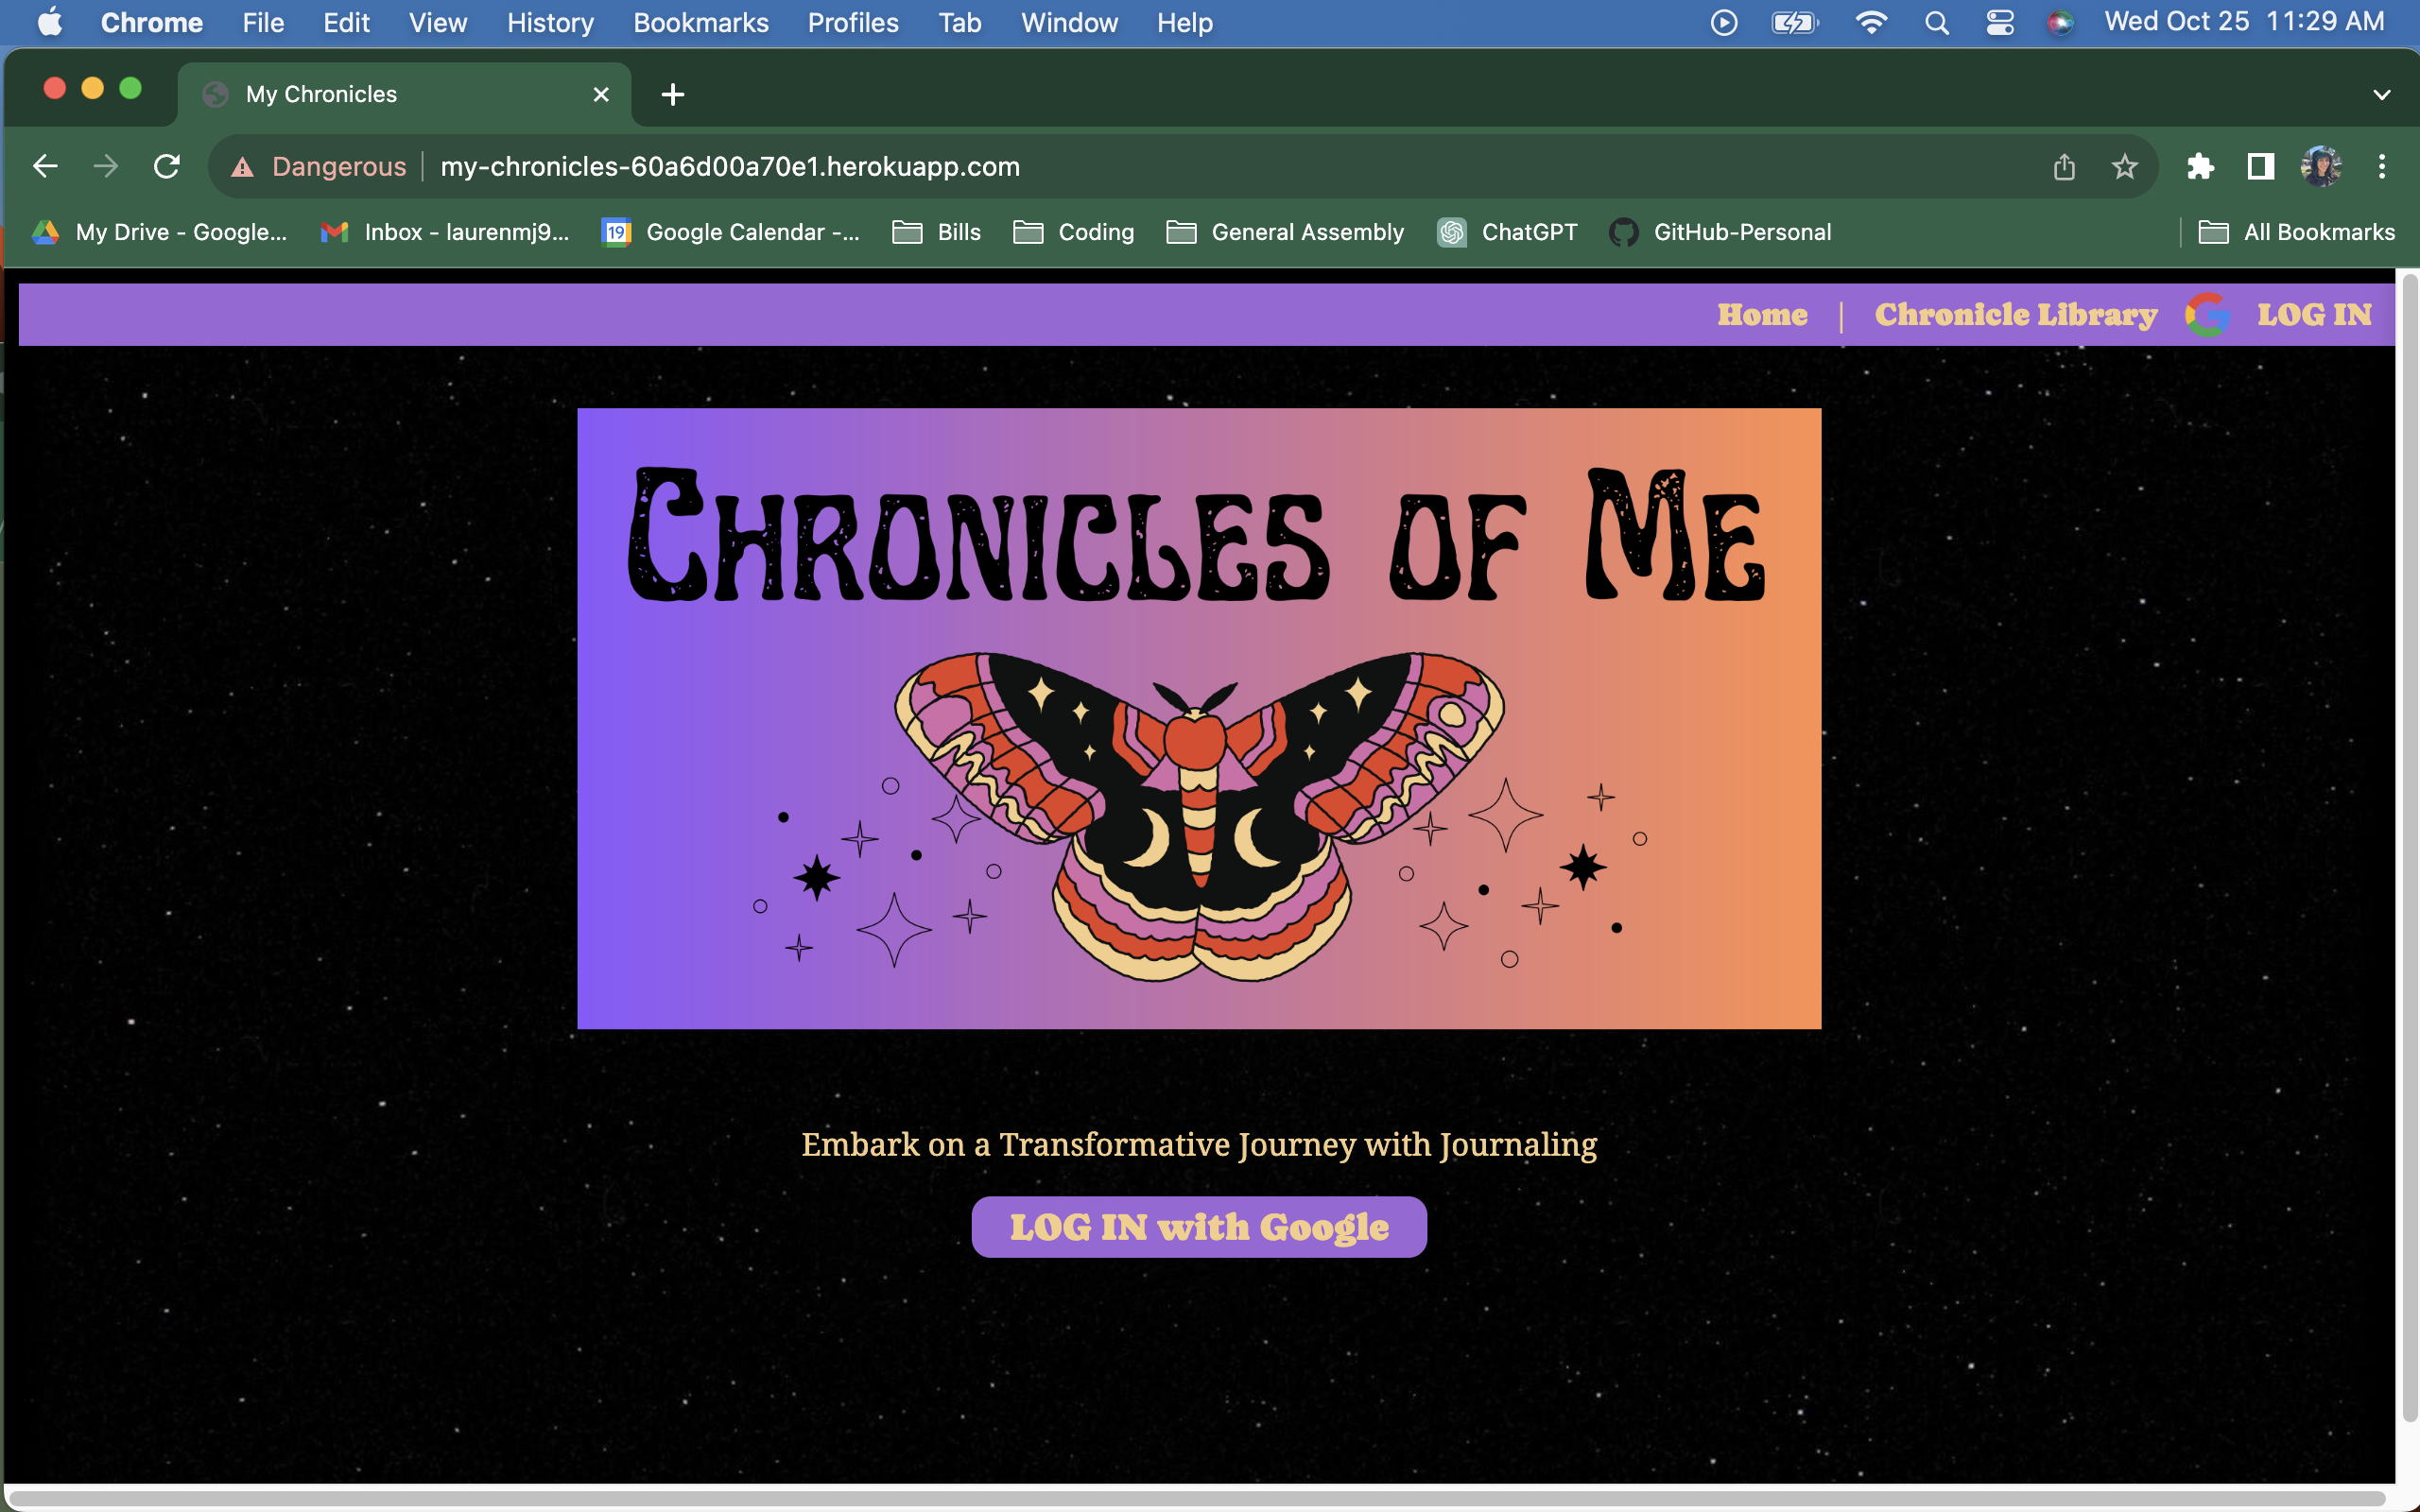 Chrome File Edit View History Bookmarks Profiles Tab Window Help Wed Oct 25 11:29 AM
My Chronicles
Dangerous my-chronicles-60a6d00a70e1.herokuapp.com
My Drive - Google... Inbox - laurenmj9... 19 Google Calendar -... Bills Coding General Assembly ChatGPT GitHub-Personal All Bookmarks
Home | Chronicle Library G LOG IN
Chronicles of Me
Embark on a Transformative Journey with Journaling
LOG IN with Google